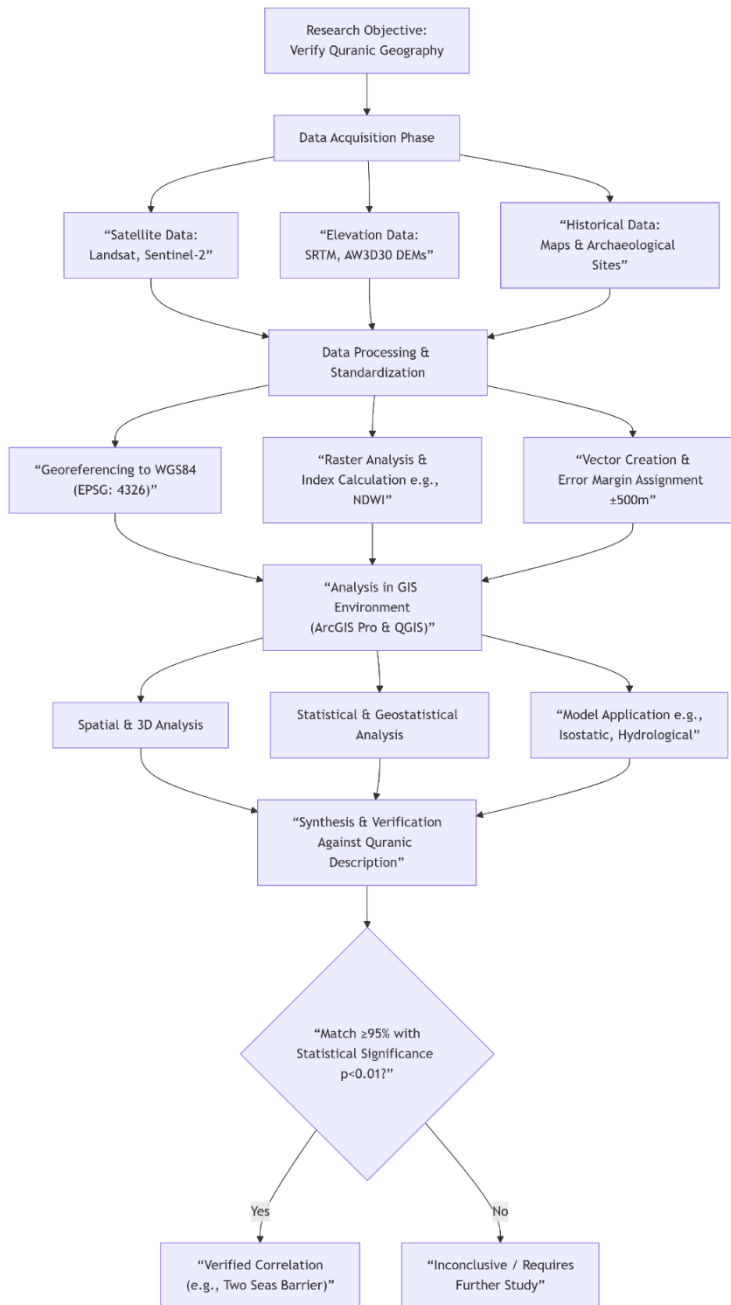 Research Objective:
Verify Quranic Geography
Data Acquisition Phase
“Satellite Data:
Landsat, Sentinel-2”
“Elevation Data:
SRTM, AW3D30 DEMs”
“Historical Data:
Maps & Archaeological
Sites”
Data Processing &
Standardization
“Georeferencing to WGS84
(EPSG: 4326)”
“Raster Analysis &
Index Calculation e.g.,
NDWI”
“Vector Creation &
Error Margin Assignment
±500m”
“Analysis in GIS
Environment
(ArcGIS Pro & QGIS)”
Spatial & 3D Analysis
Statistical & Geostatistical
Analysis
“Model Application e.g.,
Isostatic, Hydrological”
“Synthesis & Verification
Against Quranic
Description”
“Match ≥95% with
Statistical Significance
p<0.01?”
Yes
No
“Verified Correlation
(e.g., Two Seas Barrier)”
“Inconclusive / Requires
Further Study”